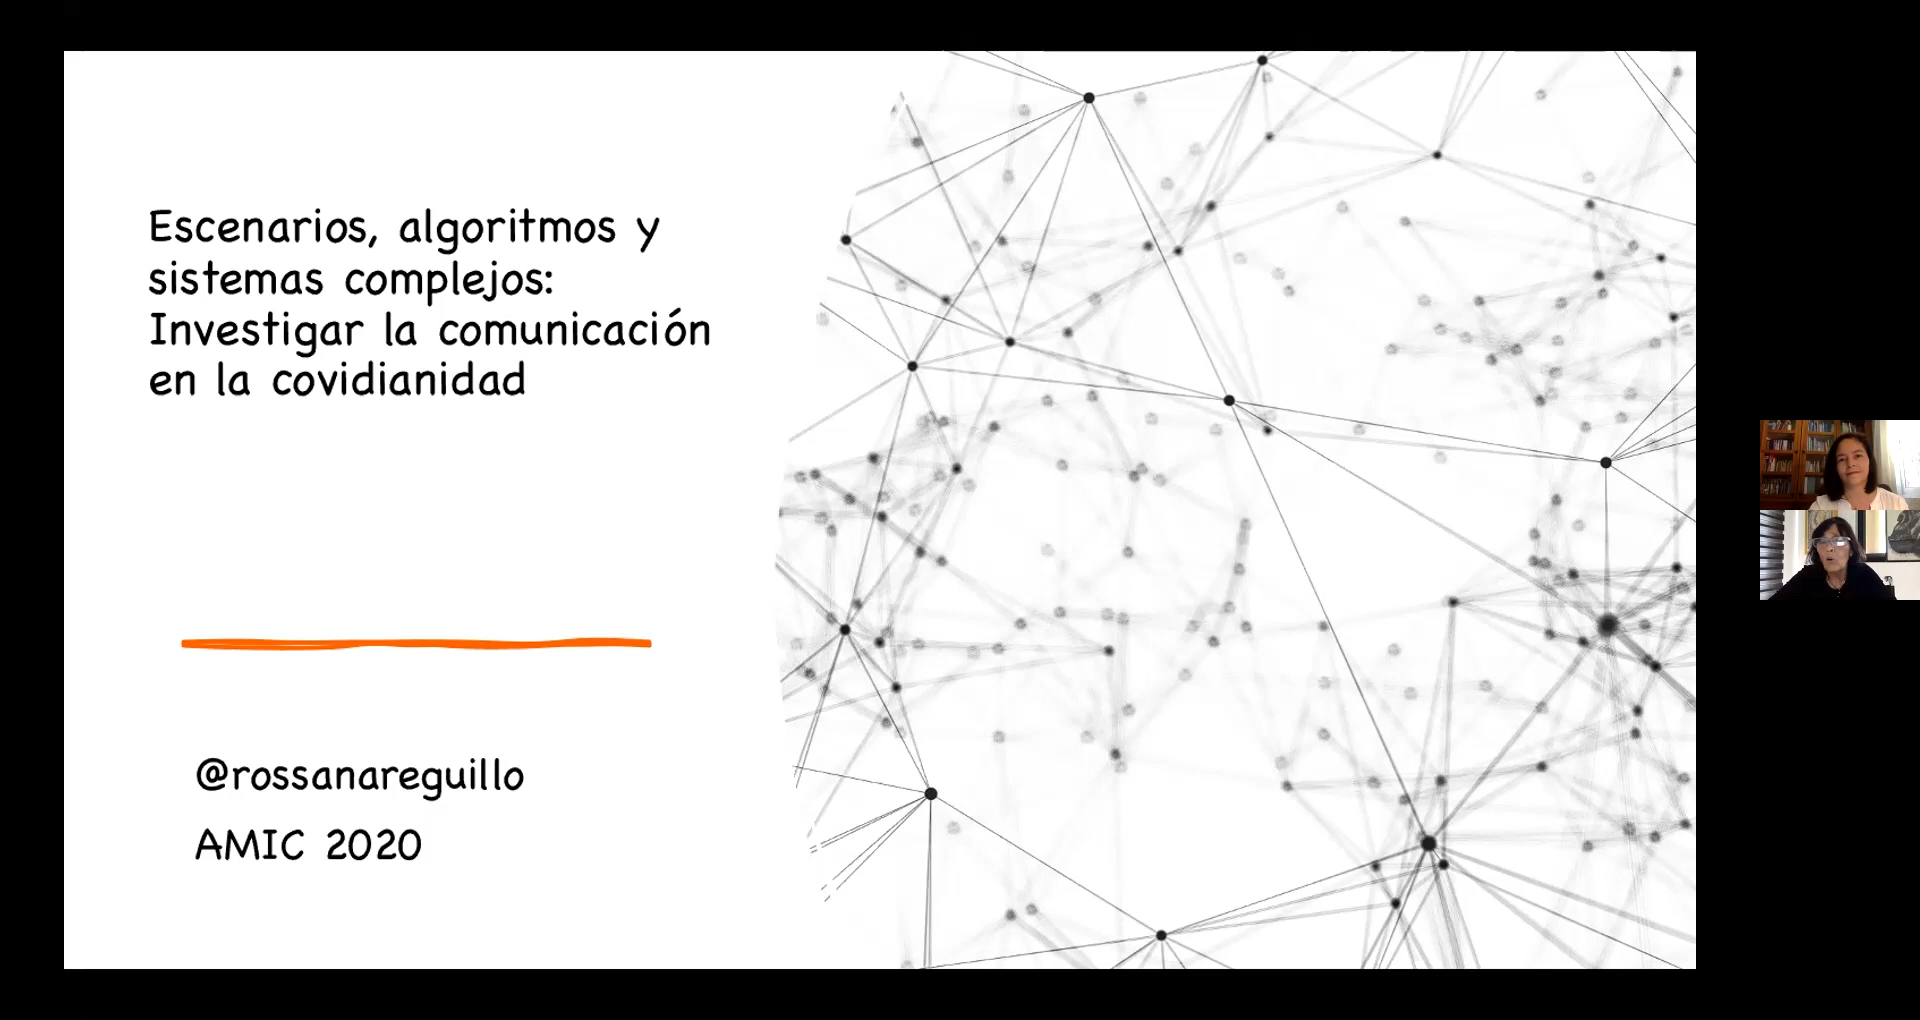 Escenarios, algoritmos y
sistemas complejos:
Investigar la comunicación
en la covidianidad
@rossanareguillo
AMIC 2020